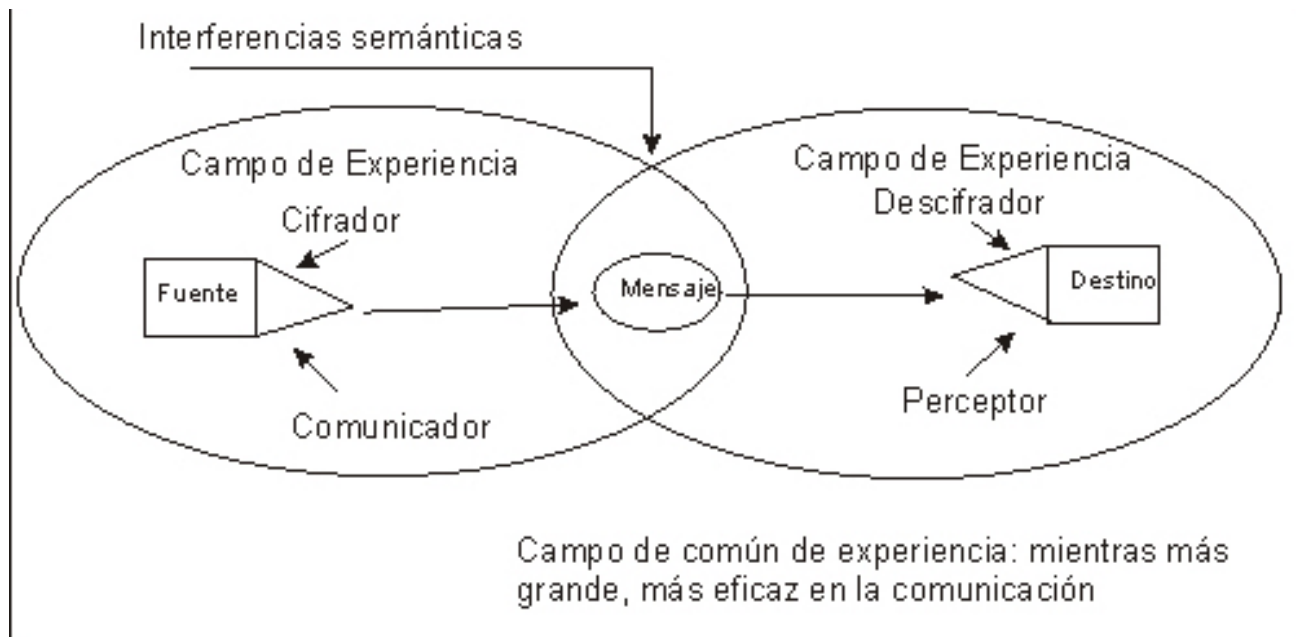 Interferencias semánticas
Campo de Experiencia
Cifrador
Fuente
Comunicador
Mensaje
Campo de Experiencia
Descifrador
Destino
Perceptor
Campo de común de experiencia: mientras más
grande, más eficaz en la comunicación